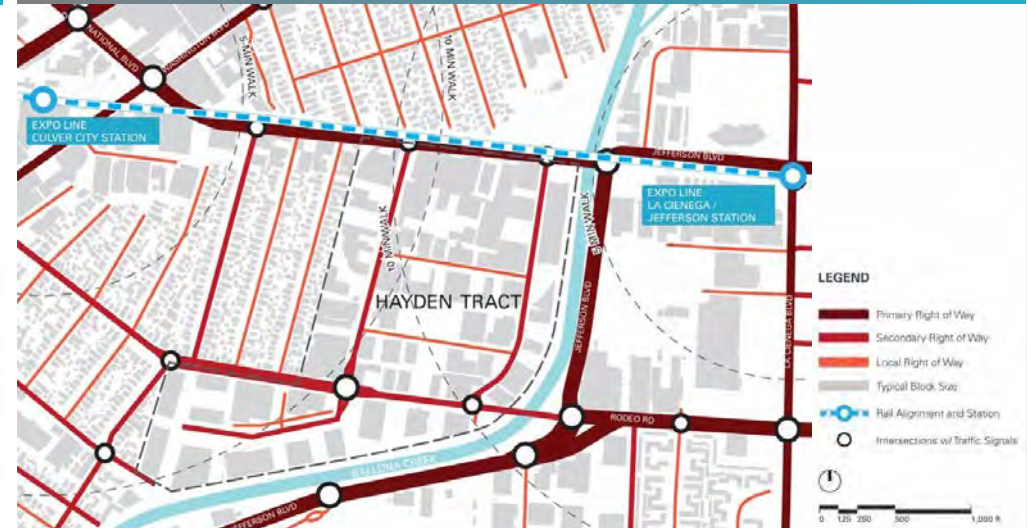 NATIONAL BLVD
WASHINGTON BLVD
5-MIN WALK
10 MIN WALK
EXPO LINE
CULVER CITY STATION
JEFFERSON BLVD
EXPO LINE
LA CIENEGA /
JEFFERSON STATION
10 MIN WALK
5 MIN WALK
HAYDEN TRACT
JEFFERSON BLVD
LA CIENEGA BLVD
RODEO RD
BALLONA CREEK
JEFFERSON BLVD
LEGEND
Primary Right of Way
Secondary Right of Way
Local Right of Way
Typical Block Size
Rail Alignment and Station
Intersections w/ Traffic Signals
0 125 250 500 1,000 ft